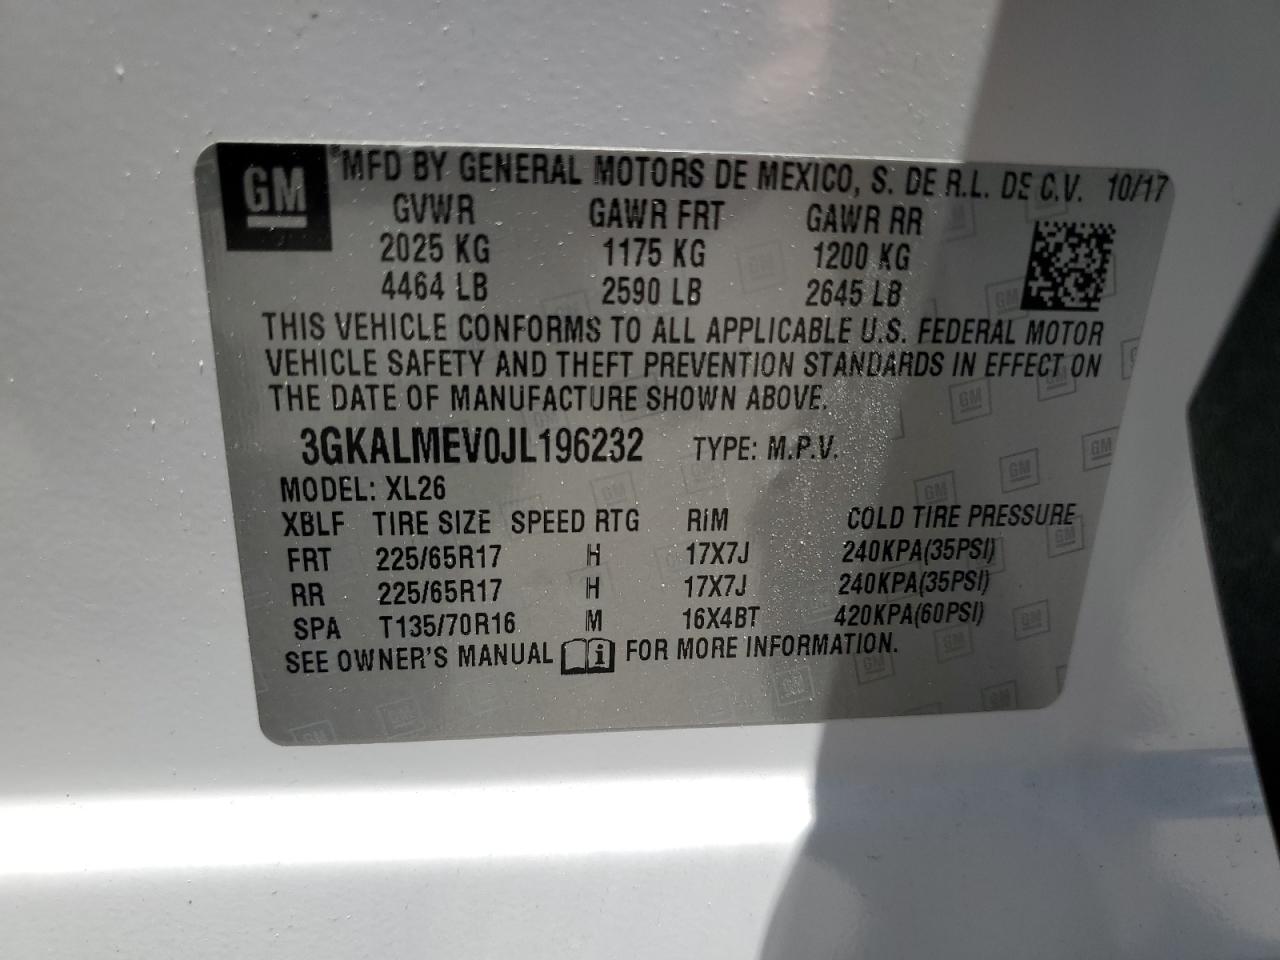 GM
MFD BY GENERAL MOTORS DE MEXICO, S. DE R.L. DE C.V. 10/17
GVWR GAWR FRT GAWR RR
2025 KG 1175 KG 1200 KG
4464 LB 2590 LB 2645 LB
THIS VEHICLE CONFORMS TO ALL APPLICABLE U.S. FEDERAL MOTOR
VEHICLE SAFETY AND THEFT PREVENTION STANDARDS IN EFFECT ON
THE DATE OF MANUFACTURE SHOWN ABOVE.
3GKALMEV0JL196232 TYPE: M.P.V.
MODEL: XL26
XBLF TIRE SIZE SPEED RTG RIM COLD TIRE PRESSURE
FRT 225/65R17 H 17X7J 240KPA(35PSI)
RR 225/65R17 H 17X7J 240KPA(35PSI)
SPA T135/70R16 M 16X4BT 420KPA(60PSI)
SEE OWNER'S MANUAL i FOR MORE INFORMATION.